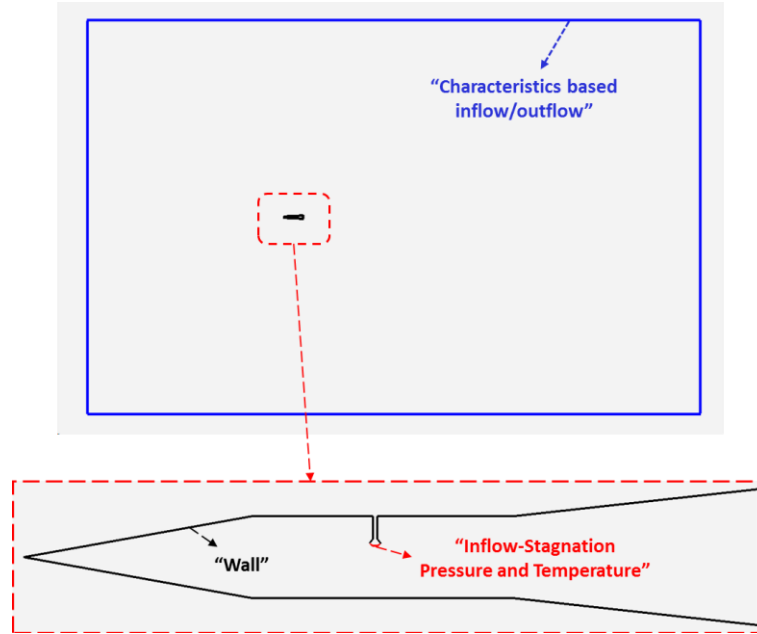 “Characteristics based
inflow/outflow”
“Inflow-Stagnation
Pressure and Temperature”
“Wall”